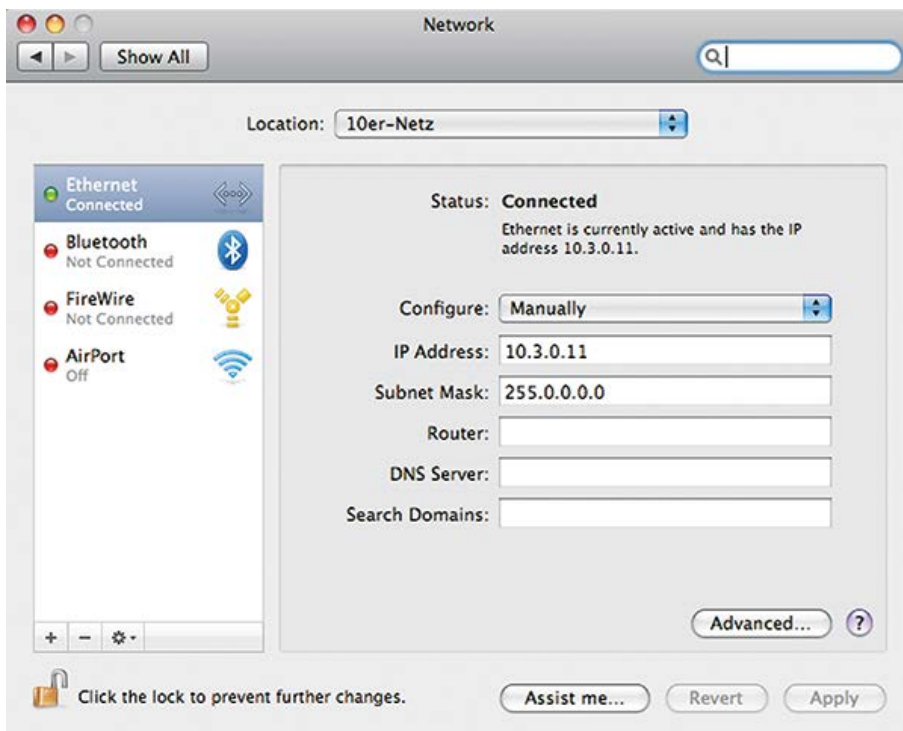 Network
Show All
Location: 10er-Netz
Ethernet
Connected
Bluetooth
Not Connected
FireWire
Not Connected
AirPort
Off
Status: Connected
Ethernet is currently active and has the IP
address 10.3.0.11.
Configure: Manually
IP Address: 10.3.0.11
Subnet Mask: 255.0.0.0.0
Router:
DNS Server:
Search Domains:
Advanced... ?
Click the lock to prevent further changes.
Assist me... Revert Apply